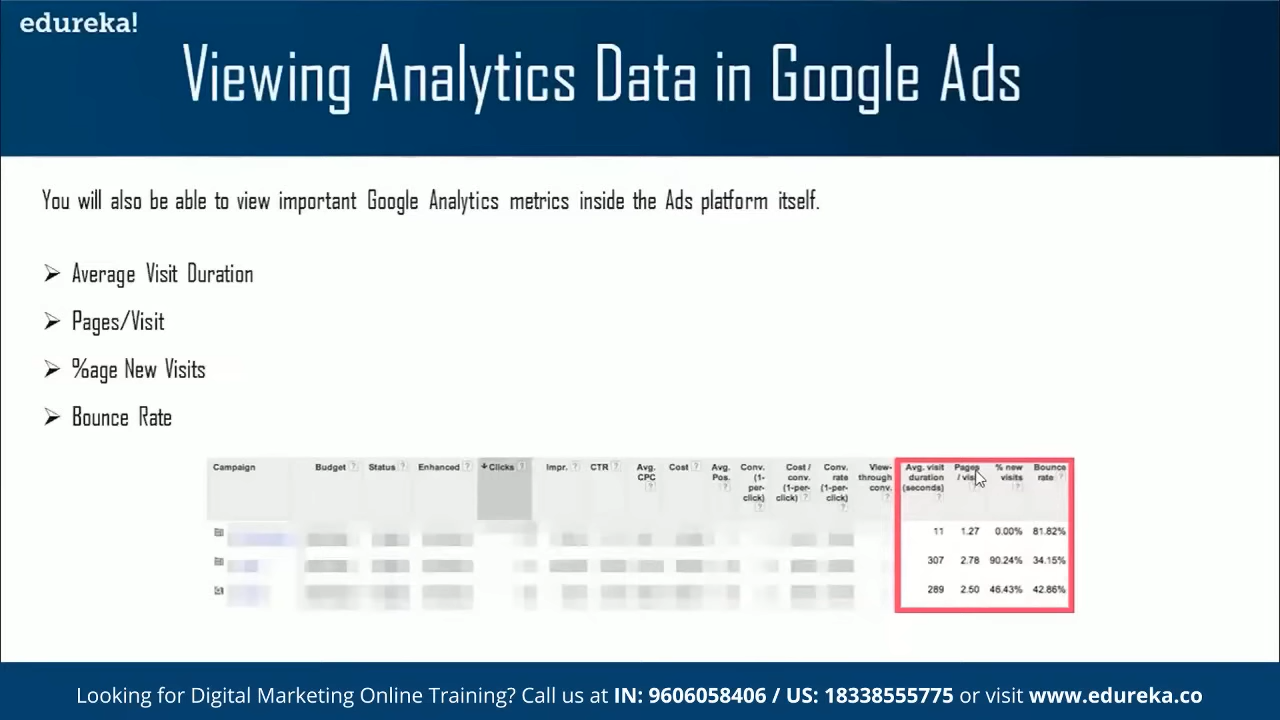 edureka!
Viewing Analytics Data in Google Ads
You will also be able to view important Google Analytics metrics inside the Ads platform itself.
➢ Average Visit Duration
➢ Pages/Visit
➢ %age New Visits
➢ Bounce Rate
Campaign Budget ? Status ? Enhanced ? ↓Clicks ? Impr. ? CTR ? Avg. CPC ? Cost ? Avg. Pos. ? Conv. (1-per-click) ? Cost / conv. (1-per-click) ? Conv. rate (1-per-click) ? View-through conv. ? Avg. visit duration (seconds) ? Pages / ? % new visits ? Bounce rate ?
11 1.27 0.00% 81.82%
307 2.78 90.24% 34.15%
289 2.50 46.43% 42.86%
Looking for Digital Marketing Online Training? Call us at IN: 9606058406 / US: 18338555775 or visit www.edureka.co